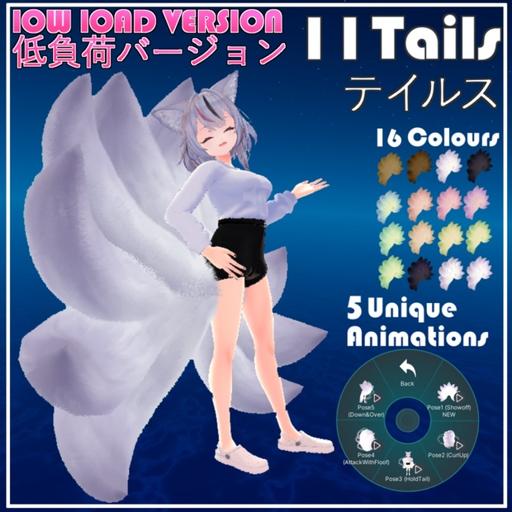 lOW lOAD VERSION
低負荷バージョン
11Tails
テイルス
16 Colours
5 Unique
Animations
Back
Pose1 (Showoff)
NEW
Pose2 (CurlUp)
Pose3 (HoldTail)
Pose4
(AttackWithFloof)
Pose5
(Down&Over)